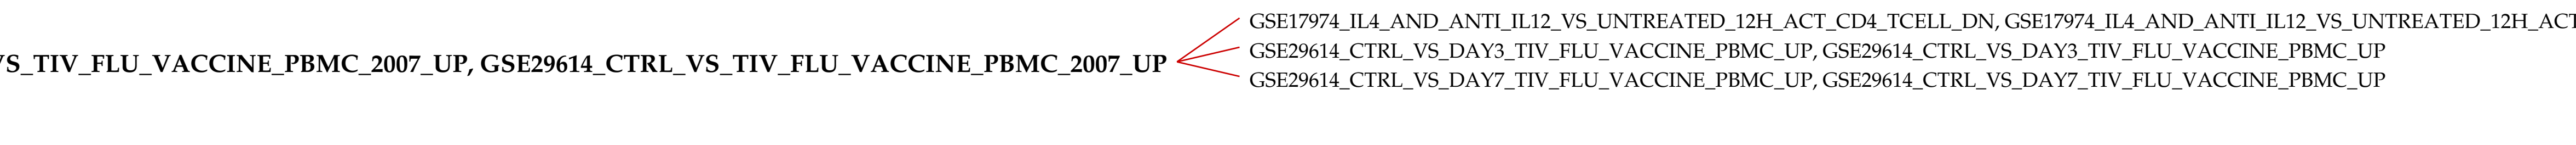 GSE17974_IL4_AND_ANTI_IL12_VS_UNTREATED_12H_ACT_CD4_TCELL_DN, GSE17974_IL4_AND_ANTI_IL12_VS_UNTREATED_12H_ACT
VS_TIV_FLU_VACCINE_PBMC_2007_UP, GSE29614_CTRL_VS_TIV_FLU_VACCINE_PBMC_2007_UP
GSE29614_CTRL_VS_DAY3_TIV_FLU_VACCINE_PBMC_UP, GSE29614_CTRL_VS_DAY3_TIV_FLU_VACCINE_PBMC_UP
GSE29614_CTRL_VS_DAY7_TIV_FLU_VACCINE_PBMC_UP, GSE29614_CTRL_VS_DAY7_TIV_FLU_VACCINE_PBMC_UP